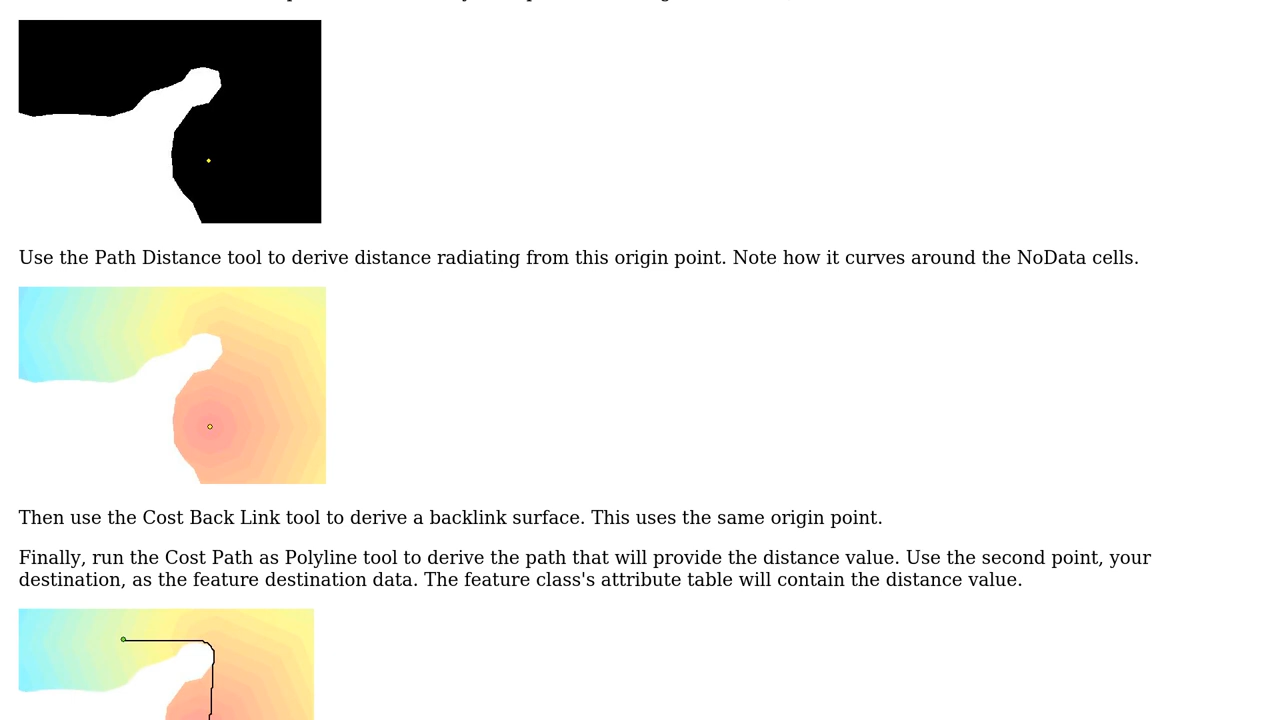 Use the Path Distance tool to derive distance radiating from this origin point. Note how it curves around the NoData cells.
Then use the Cost Back Link tool to derive a backlink surface. This uses the same origin point.
Finally, run the Cost Path as Polyline tool to derive the path that will provide the distance value. Use the second point, your
destination, as the feature destination data. The feature class's attribute table will contain the distance value.